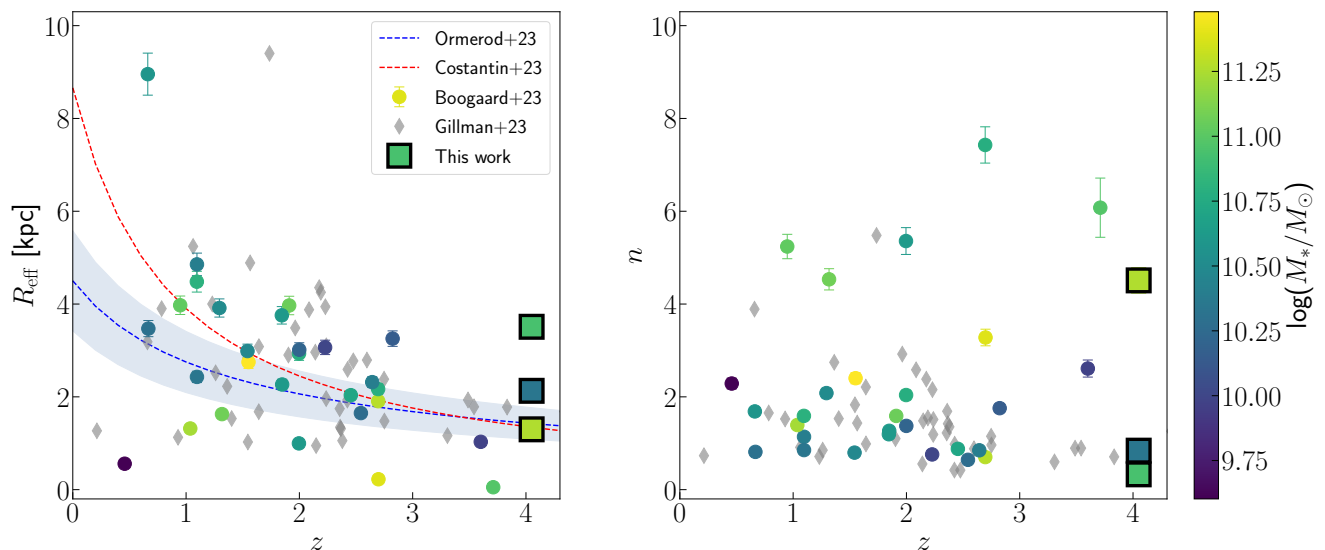 10
8
6
4
2
0
R_eff [kpc]
0 1 2 3 4
z
Ormerod+23
Costantin+23
Boogaard+23
Gillman+23
This work
10
8
6
4
2
0
n
0 1 2 3 4
z
11.25
11.00
10.75
10.50
10.25
10.00
9.75
log(M_*/M_⊙)